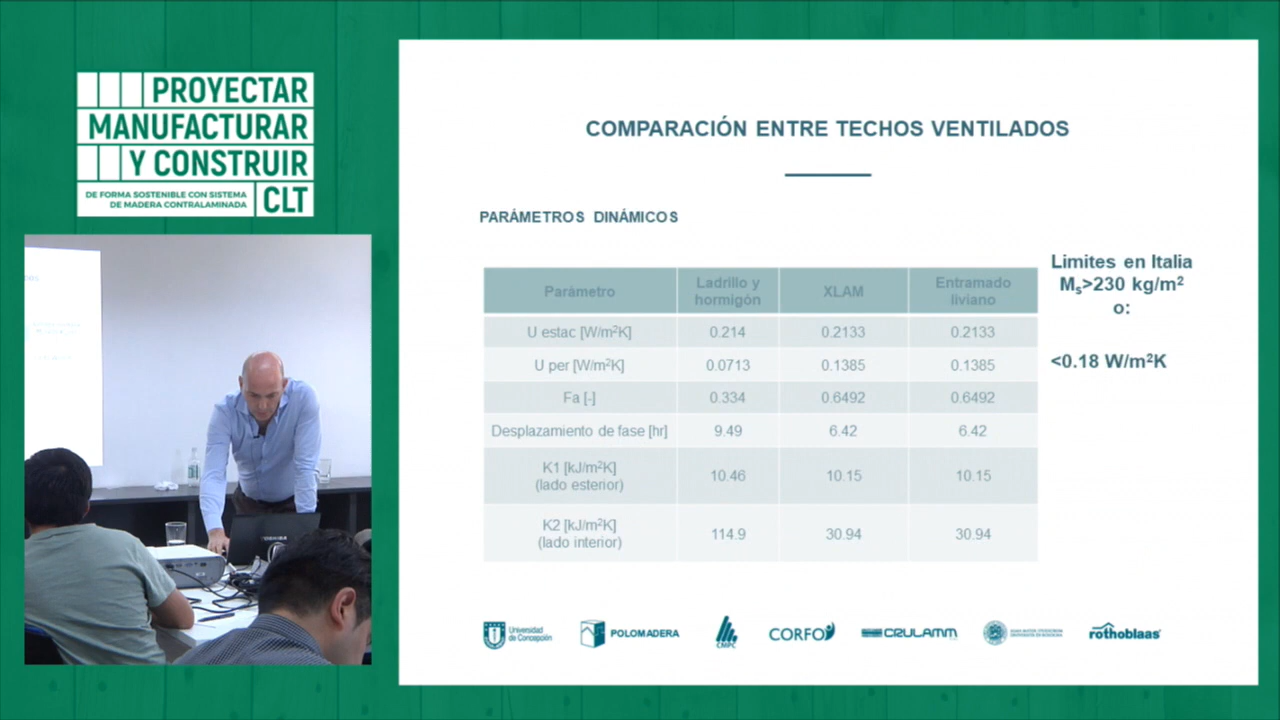 PROYECTAR
MANUFACTURAR
Y CONSTRUIR
DE FORMA SOSTENIBLE CON SISTEMA
DE MADERA CONTRALAMINADA
CLT
COMPARACIÓN ENTRE TECHOS VENTILADOS
PARÁMETROS DINÁMICOS
Limites en Italia
Ms>230 kg/m²
o:
<0.18 W/m²K
Parámetro Ladrillo y hormigón XLAM Entramado liviano
U estac [W/m²K] 0.214 0.2133 0.2133
U per [W/m²K] 0.0713 0.1385 0.1385
Fa [-] 0.334 0.6492 0.6492
Desplazamiento de fase [hr] 9.49 6.42 6.42
K1 [kJ/m²K] (lado esterior) 10.46 10.15 10.15
K2 [kJ/m²K] (lado interior) 114.9 30.94 30.94
TOSHIBA
Universidad de Concepción
POLOMADERA
CMPC
CORFO
CRULAMM
rothoblaas